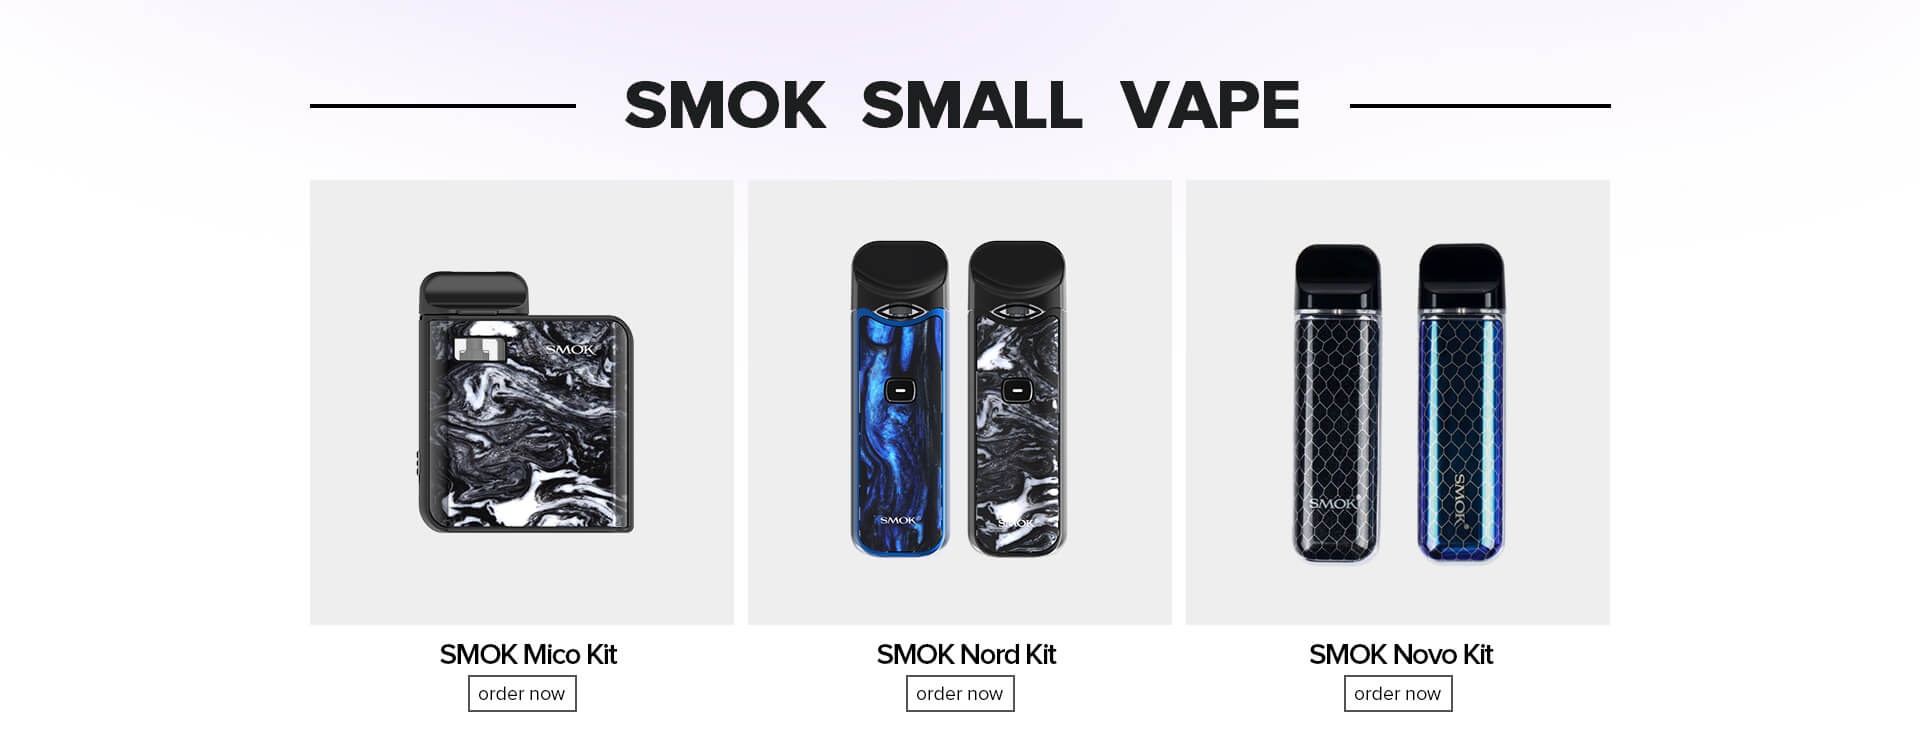 SMOK SMALL VAPE
SMOK
SMOK®
SMOK
SMOK®
SMOK®
SMOK Mico Kit
SMOK Nord Kit
SMOK Novo Kit
order now
order now
order now